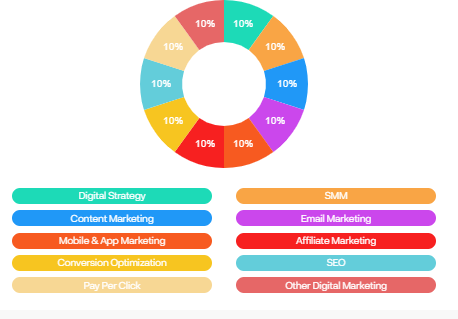 10% 10%
10% 10%
10% 10%
10% 10%
10% 10%
Digital Strategy
SMM
Content Marketing
Email Marketing
Mobile & App Marketing
Affiliate Marketing
Conversion Optimization
SEO
Pay Per Click
Other Digital Marketing